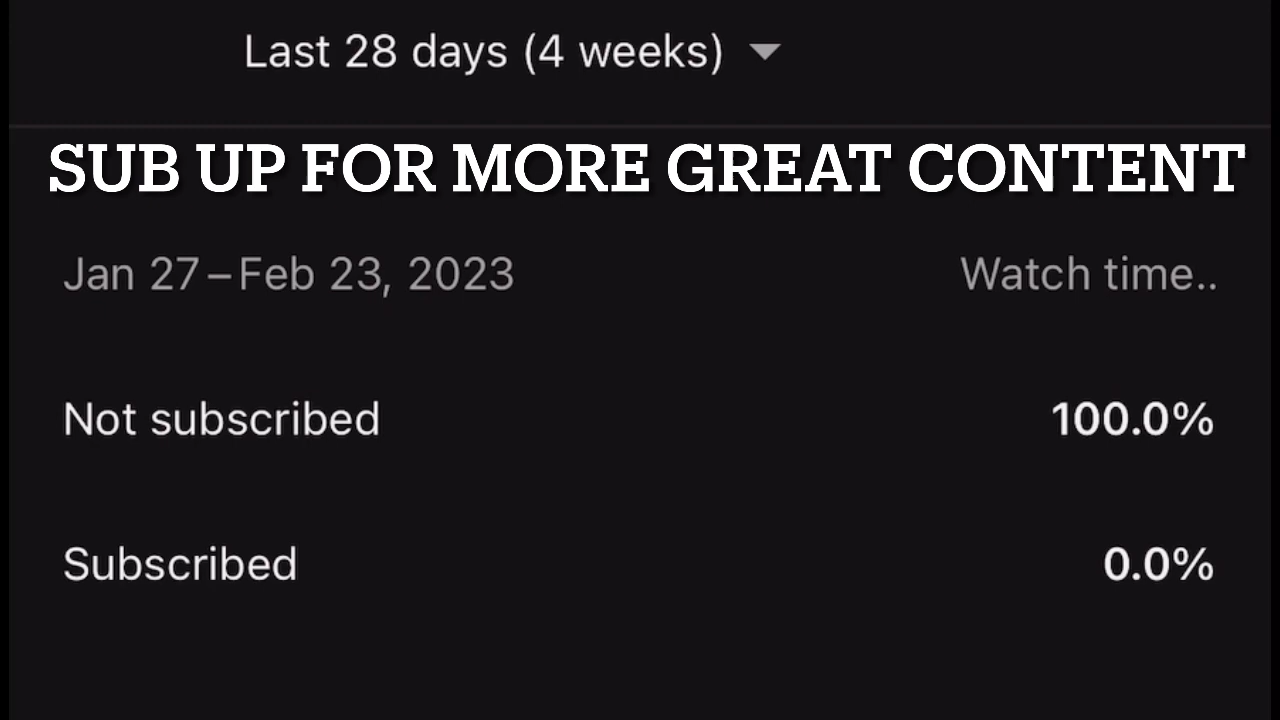 Last 28 days (4 weeks)
SUB UP FOR MORE GREAT CONTENT
Jan 27 – Feb 23, 2023 Watch time..
Not subscribed 100.0%
Subscribed 0.0%